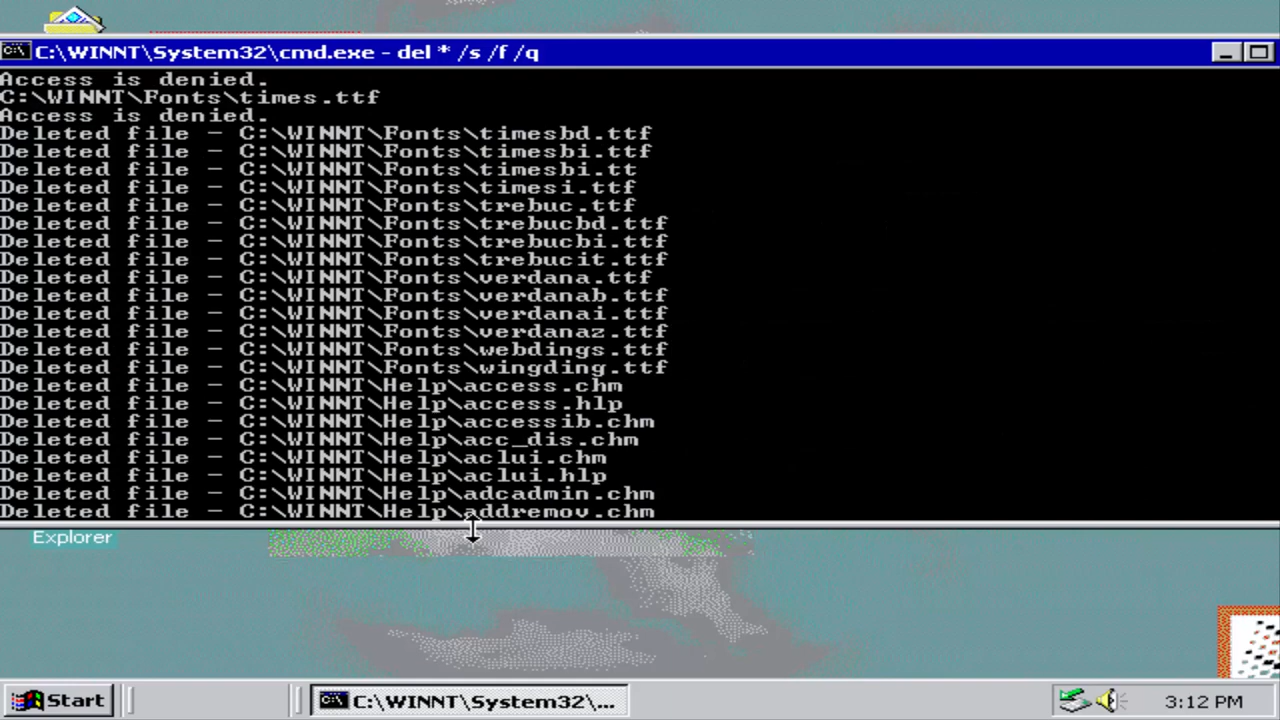 C:\WINNT\System32\cmd.exe - del * /s /f /q
Access is denied.
C:\WINNT\Fonts\times.ttf
Access is denied.
Deleted file - C:\WINNT\Fonts\timesbd.ttf
Deleted file - C:\WINNT\Fonts\timesbi.ttf
Deleted file - C:\WINNT\Fonts\timesbi.tt
Deleted file - C:\WINNT\Fonts\timesi.ttf
Deleted file - C:\WINNT\Fonts\trebuc.ttf
Deleted file - C:\WINNT\Fonts\trebucbd.ttf
Deleted file - C:\WINNT\Fonts\trebucbi.ttf
Deleted file - C:\WINNT\Fonts\trebucit.ttf
Deleted file - C:\WINNT\Fonts\verdana.ttf
Deleted file - C:\WINNT\Fonts\verdanab.ttf
Deleted file - C:\WINNT\Fonts\verdanai.ttf
Deleted file - C:\WINNT\Fonts\verdanaz.ttf
Deleted file - C:\WINNT\Fonts\webdings.ttf
Deleted file - C:\WINNT\Fonts\wingding.ttf
Deleted file - C:\WINNT\Help\access.chm
Deleted file - C:\WINNT\Help\access.hlp
Deleted file - C:\WINNT\Help\accessib.chm
Deleted file - C:\WINNT\Help\acc_dis.chm
Deleted file - C:\WINNT\Help\aclui.chm
Deleted file - C:\WINNT\Help\aclui.hlp
Deleted file - C:\WINNT\Help\adcadmin.chm
Deleted file - C:\WINNT\Help\addremov.chm
Explorer
Start
C:\WINNT\System32\...
3:12 PM